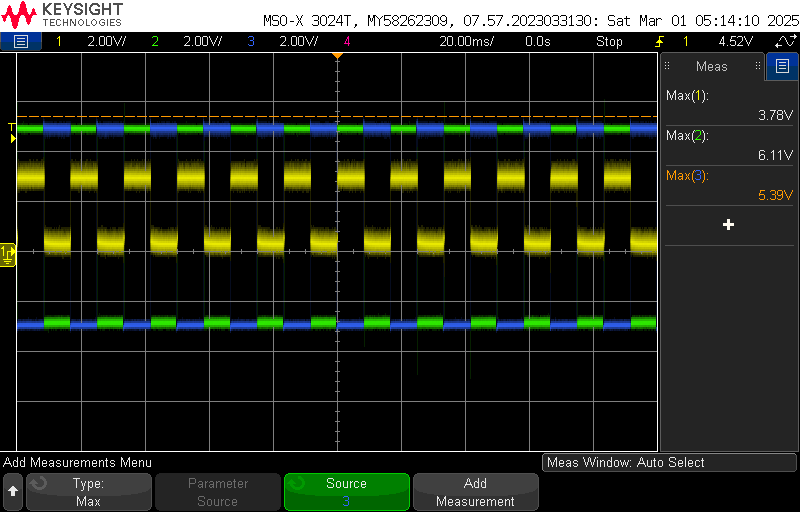 KEYSIGHT
TECHNOLOGIES
MSO-X 3024T, MY58262309, 07.57.2023033130: Sat Mar 01 05:14:10 2025
1 2.00V/ 2 2.00V/ 3 2.00V/ 4 20.00ms/ 0.0s Stop 1 4.52V
Meas
T
Max(1):
3.78V
Max(2):
6.11V
Max(3):
5.39V
1
Add Measurements Menu
Meas Window: Auto Select
Type:
Max
Parameter
Source
Source
3
Add
Measurement